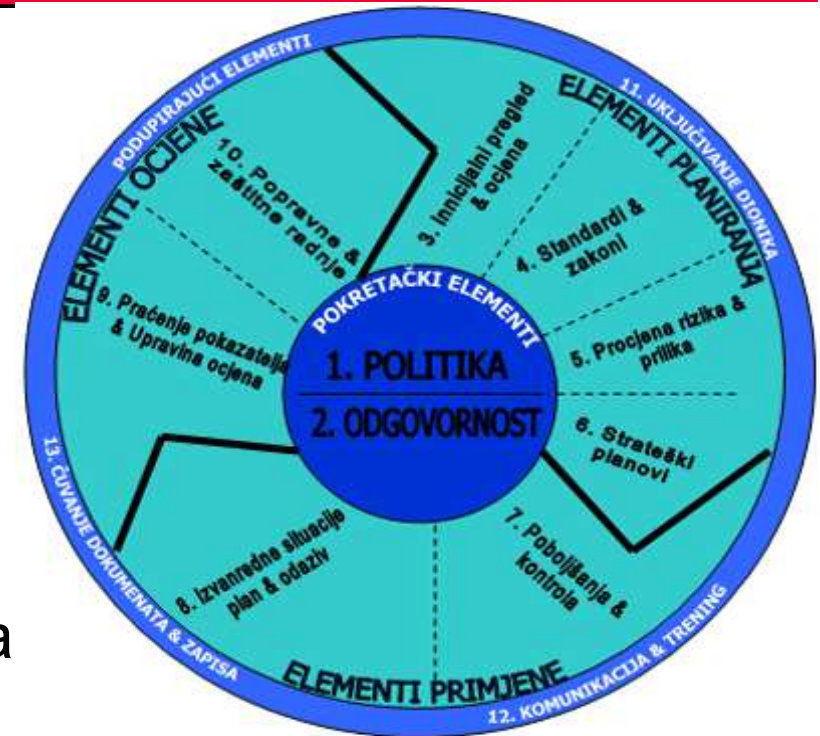 PODUPIRAJUĆI ELEMENTI
11. UKLJUČIVANJE DIONIKA
12. KOMUNIKACIJA & TRENING
13. ČUVANJE DOKUMENATA & ZAPISA
ELEMENTI PLANIRANJA
3. Innicijalni pregled
& ocjena
4. Standardi &
zakoni
5. Procjena rizika &
prilika
6. Strateški
planovi
ELEMENTI PRIMJENE
7. Poboljšanja &
kontrola
8. Izvanredne situacije
plan & odaziv
ELEMENTI OCJENE
9. Praćenje pokazatelja
& Upravina ocjena
10. Popravne &
zaštitne radnje
POKRETAČKI ELEMENTI
1. POLITIKA
2. ODGOVORNOST
a